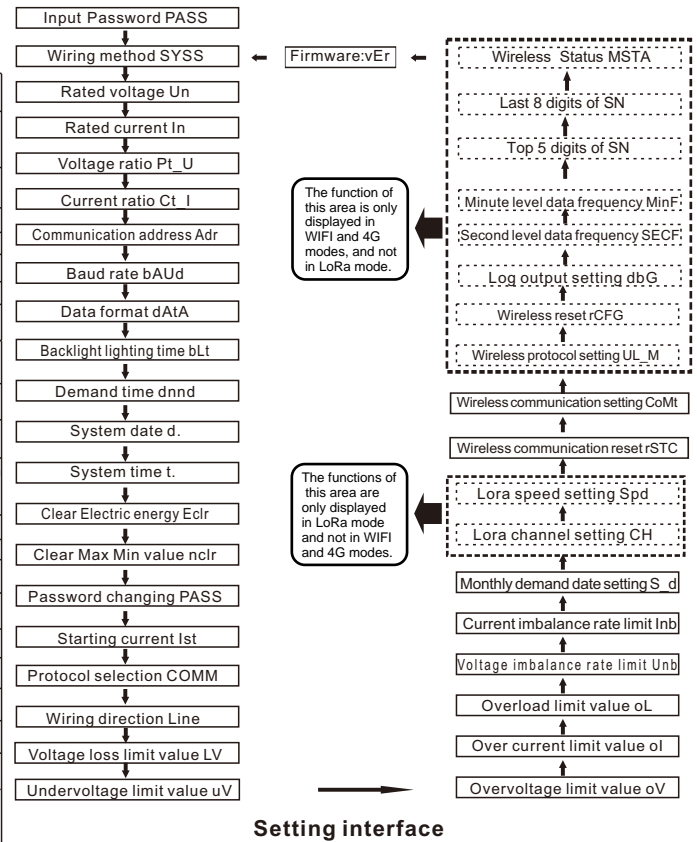 Input Password PASS
Wiring method SYSS
Rated voltage Un
Rated current In
Voltage ratio Pt_U
Current ratio Ct_I
Communication address Adr
Baud rate bAUd
Data format dAtA
Backlight lighting time bLt
Demand time dnnd
System date d.
System time t.
Clear Electric energy Eclr
Clear Max Min value nclr
Password changing PASS
Starting current Ist
Protocol selection COMM
Wiring direction Line
Voltage loss limit value LV
Undervoltage limit value uV
Firmware:vEr
The function of
this area is only
displayed in
WIFI and 4G
modes, and not
in LoRa mode.
The functions of
this area are
only displayed
in LoRa mode
and not in WIFI
and 4G modes.
Wireless Status MSTA
Last 8 digits of SN
Top 5 digits of SN
Minute level data frequency MinF
Second level data frequency SECF
Log output setting dbG
Wireless reset rCFG
Wireless protocol setting UL_M
Wireless communication setting CoMt
Wireless communication reset rSTC
Lora speed setting Spd
Lora channel setting CH
Monthly demand date setting S_d
Current imbalance rate limit Inb
Voltage imbalance rate limit Unb
Overload limit value oL
Over current limit value oI
Overvoltage limit value oV
Setting interface